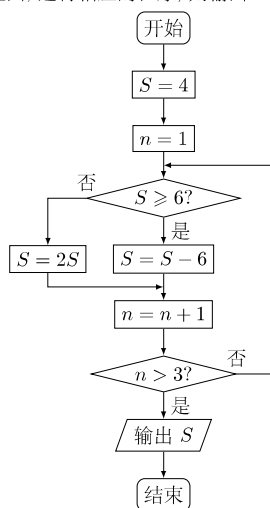 开始
S = 4
n = 1
S ⩾ 6?
否
是
S = 2S
S = S − 6
n = n + 1
n > 3?
否
是
输出 S
结束